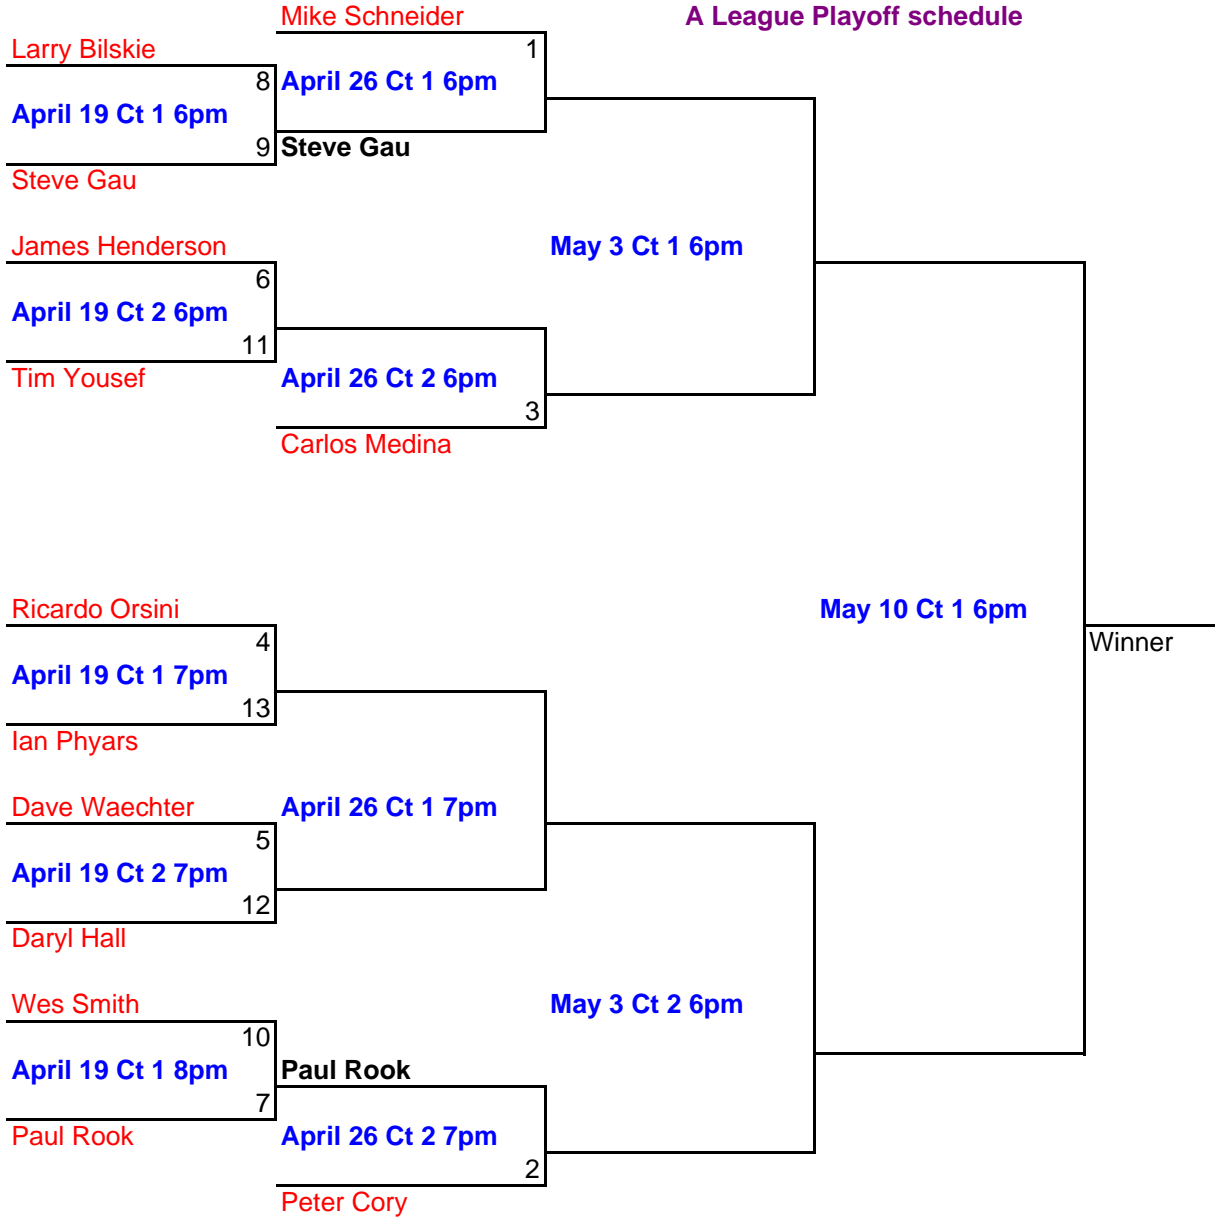 Mike Schneider
A League Playoff schedule
Larry Bilskie
1
8
April 26 Ct 1 6pm
April 19 Ct 1 6pm
9
Steve Gau
Steve Gau
James Henderson
May 3 Ct 1 6pm
6
April 19 Ct 2 6pm
11
Tim Yousef
April 26 Ct 2 6pm
3
Carlos Medina
Ricardo Orsini
May 10 Ct 1 6pm
4
Winner
April 19 Ct 1 7pm
13
Ian Phyars
Dave Waechter
April 26 Ct 1 7pm
5
April 19 Ct 2 7pm
12
Daryl Hall
Wes Smith
May 3 Ct 2 6pm
10
April 19 Ct 1 8pm
Paul Rook
7
Paul Rook
April 26 Ct 2 7pm
2
Peter Cory